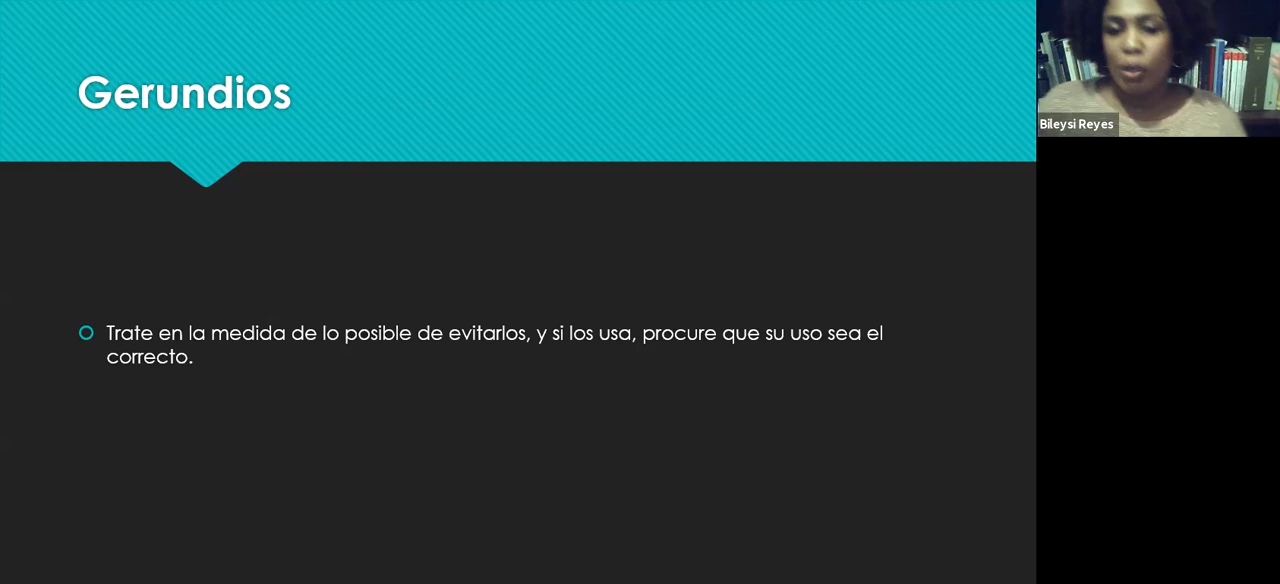 Gerundios
Bileysi Reyes
Trate en la medida de lo posible de evitarlos, y si los usa, procure que su uso sea el
correcto.